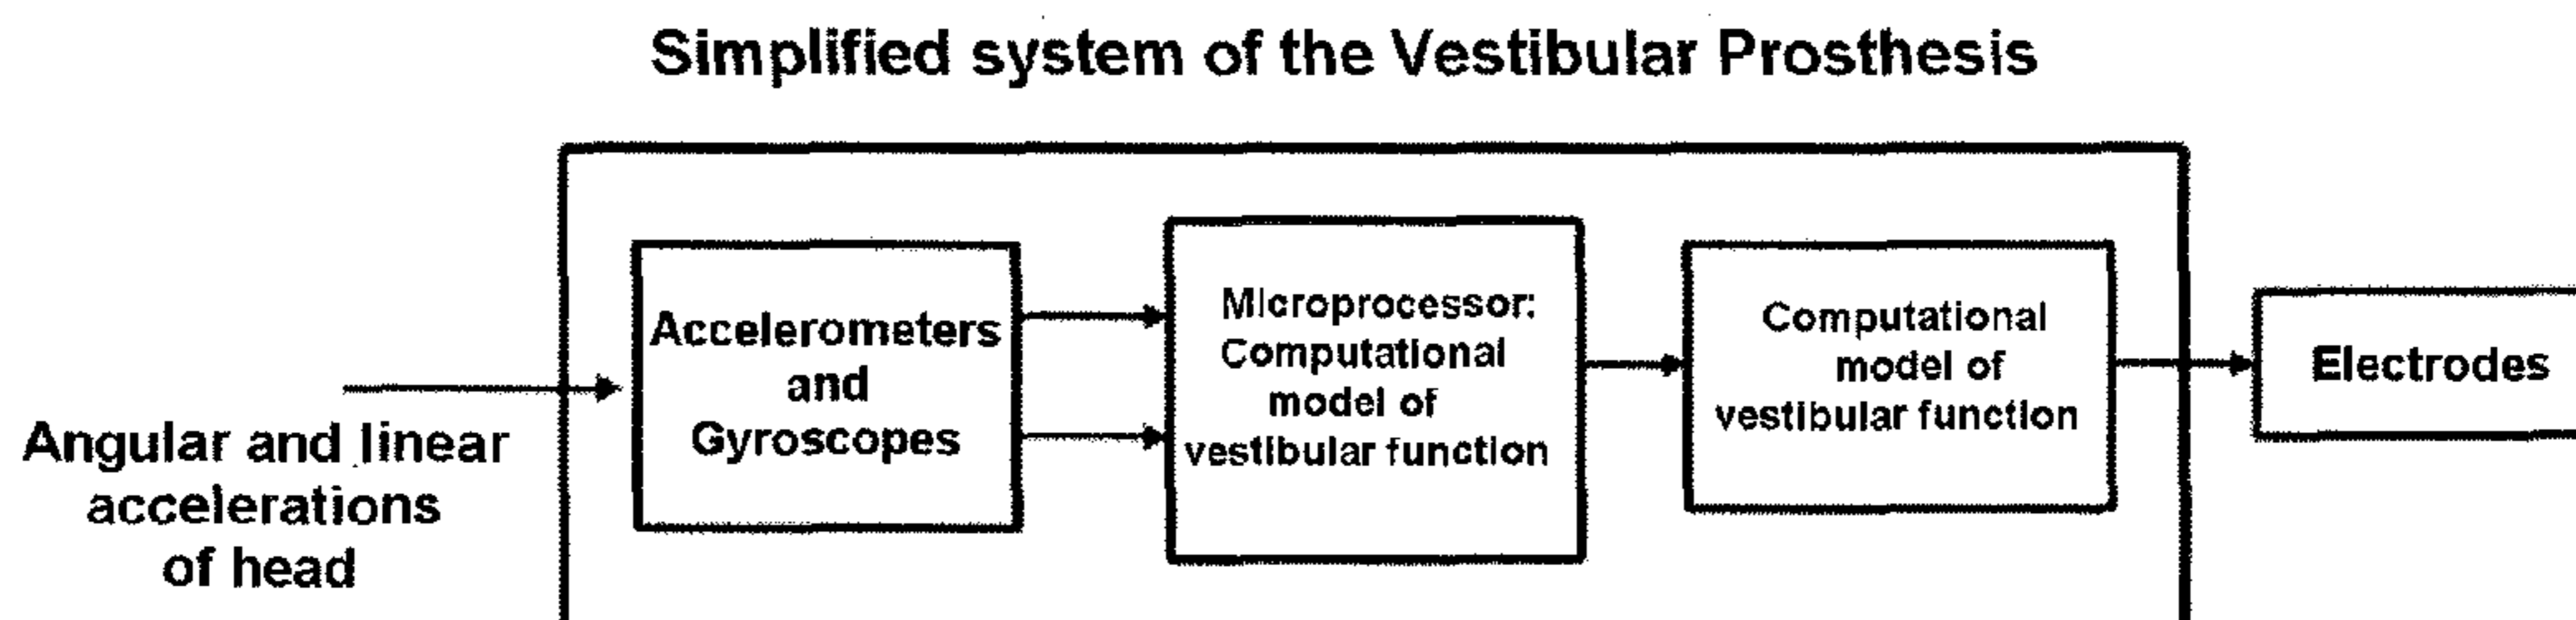 Simplified system of the Vestibular Prosthesis
Angular and linear
accelerations
of head
Accelerometers
and
Gyroscopes
Microprocessor:
Computational
model of
vestibular function
Computational
model of
vestibular function
Electrodes